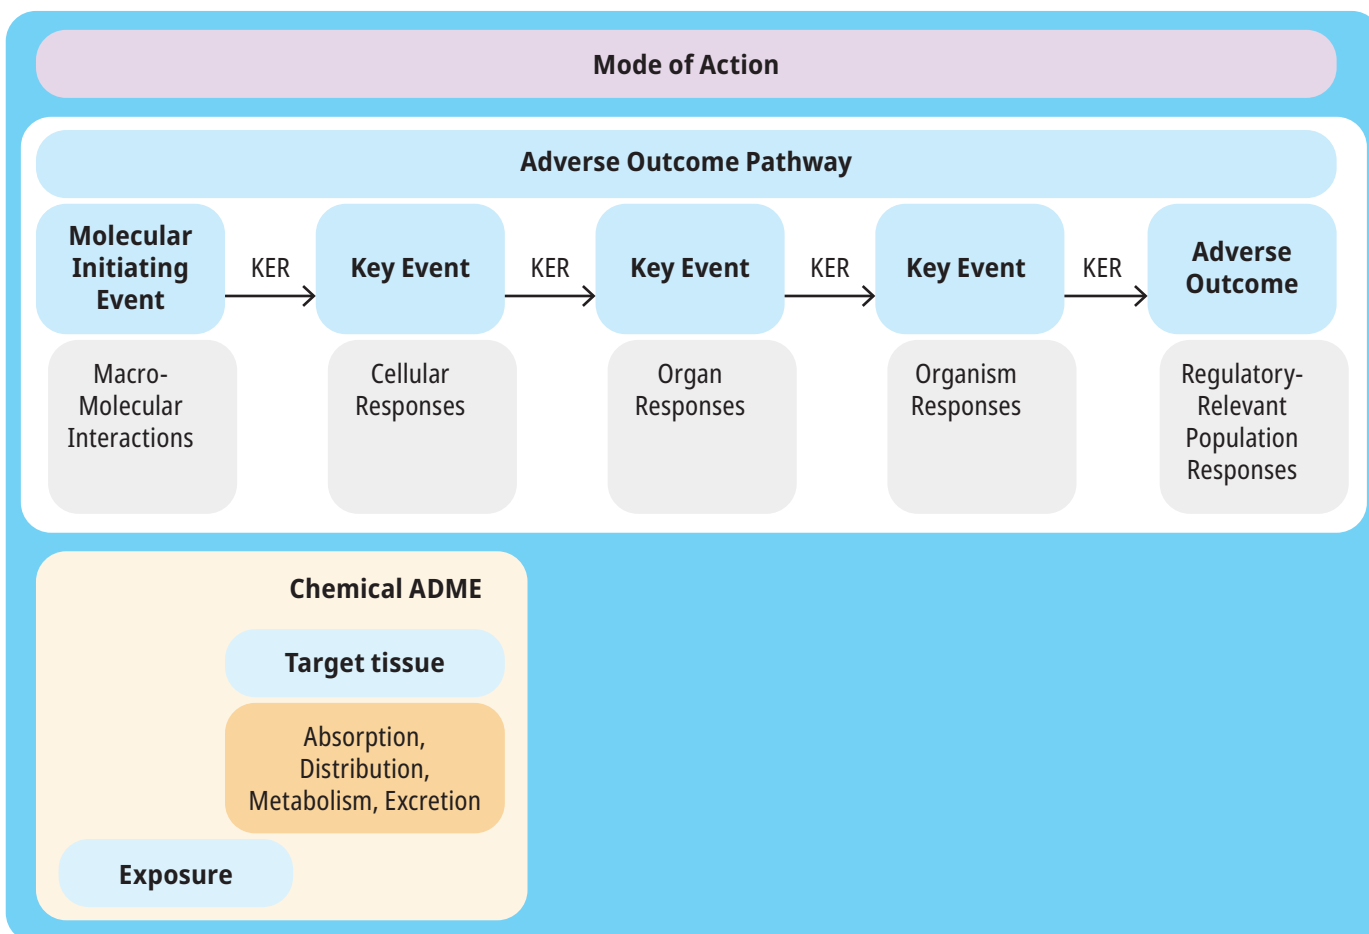 Mode of Action
Adverse Outcome Pathway
Molecular
Initiating
Event
KER
Key Event
KER
Key Event
KER
Key Event
KER
Adverse
Outcome
Macro-
Molecular
Interactions
Cellular
Responses
Organ
Responses
Organism
Responses
Regulatory-
Relevant
Population
Responses
Chemical ADME
Target tissue
Absorption,
Distribution,
Metabolism, Excretion
Exposure